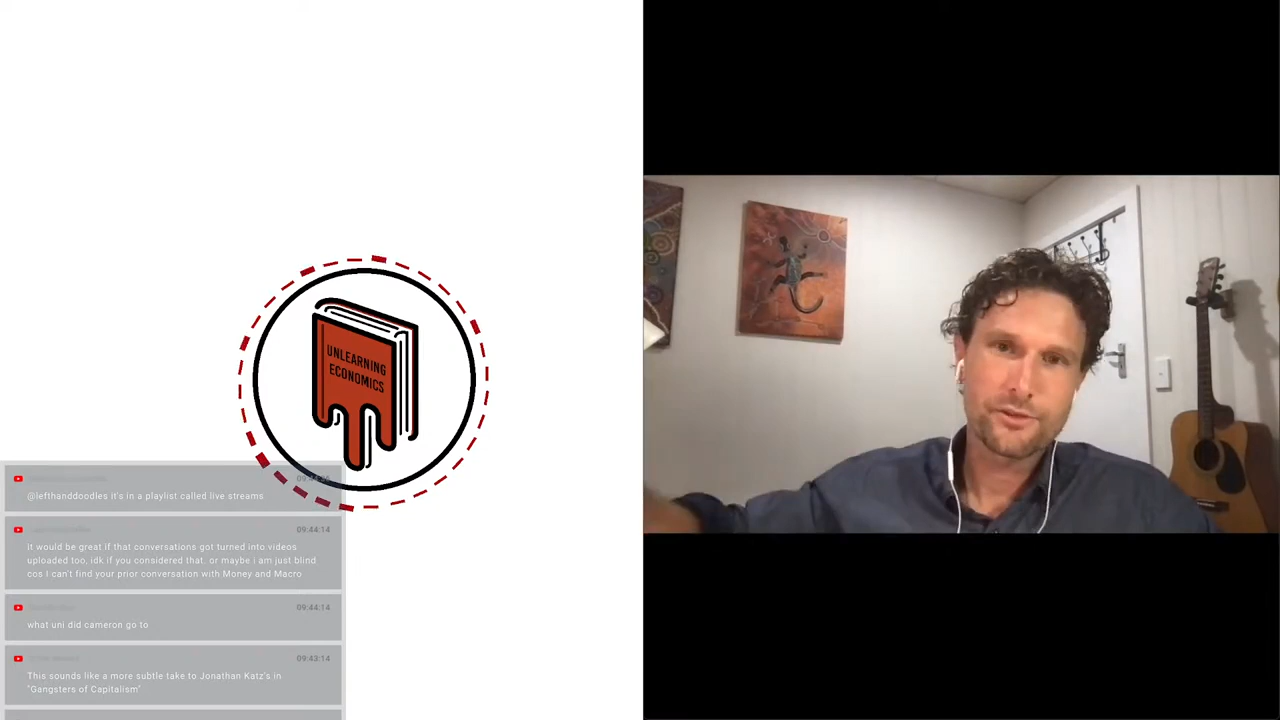 UNLEARNING
ECONOMICS
@lefthanddoodles it's in a playlist called live streams
09:44:14
It would be great if that conversations got turned into videos
uploaded too, idk if you considered that. or maybe i am just blind
cos I can't find your prior conversation with Money and Macro
09:44:14
what uni did cameron go to
09:43:14
This sounds like a more subtle take to Jonathan Katz's in
"Gangsters of Capitalism"